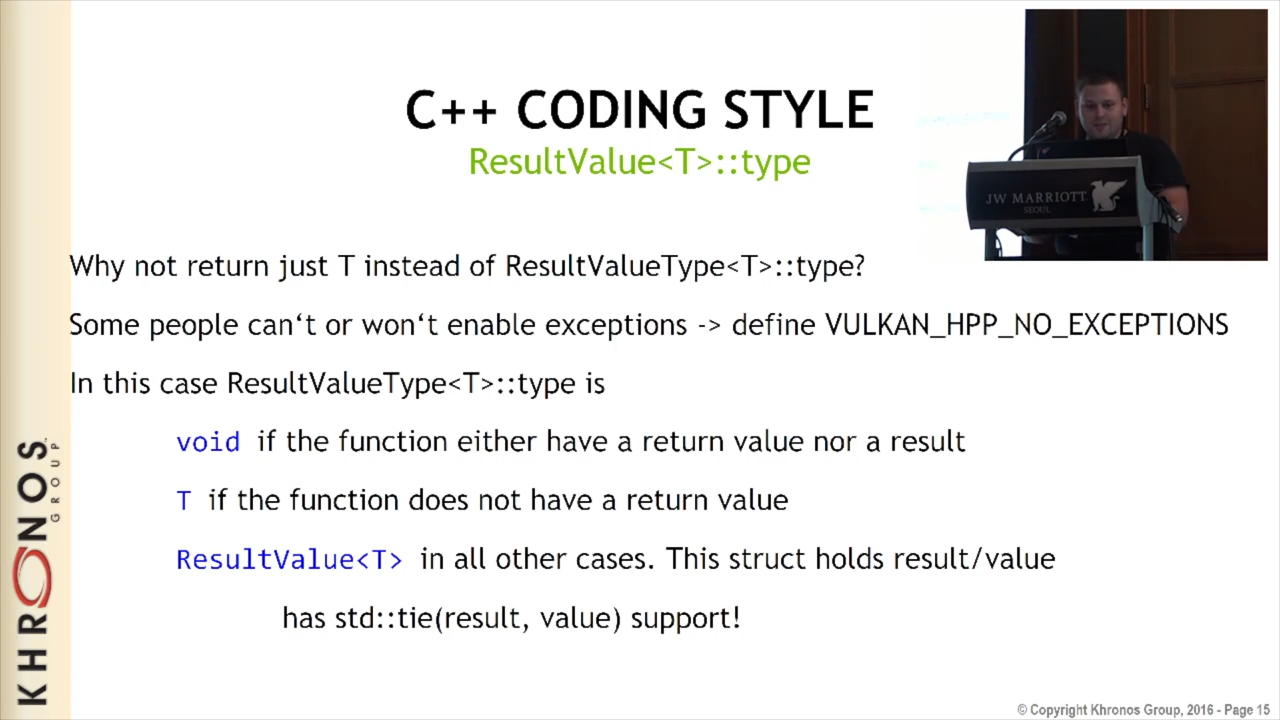 C++ CODING STYLE
ResultValue<T>::type
JW MARRIOTT
SEOUL
Why not return just T instead of ResultValueType<T>::type?
Some people can‘t or won‘t enable exceptions -> define VULKAN_HPP_NO_EXCEPTIONS
In this case ResultValueType<T>::type is
void if the function either have a return value nor a result
T if the function does not have a return value
ResultValue<T> in all other cases. This struct holds result/value
has std::tie(result, value) support!
KHRONOS
GROUP
© Copyright Khronos Group, 2016 - Page 15